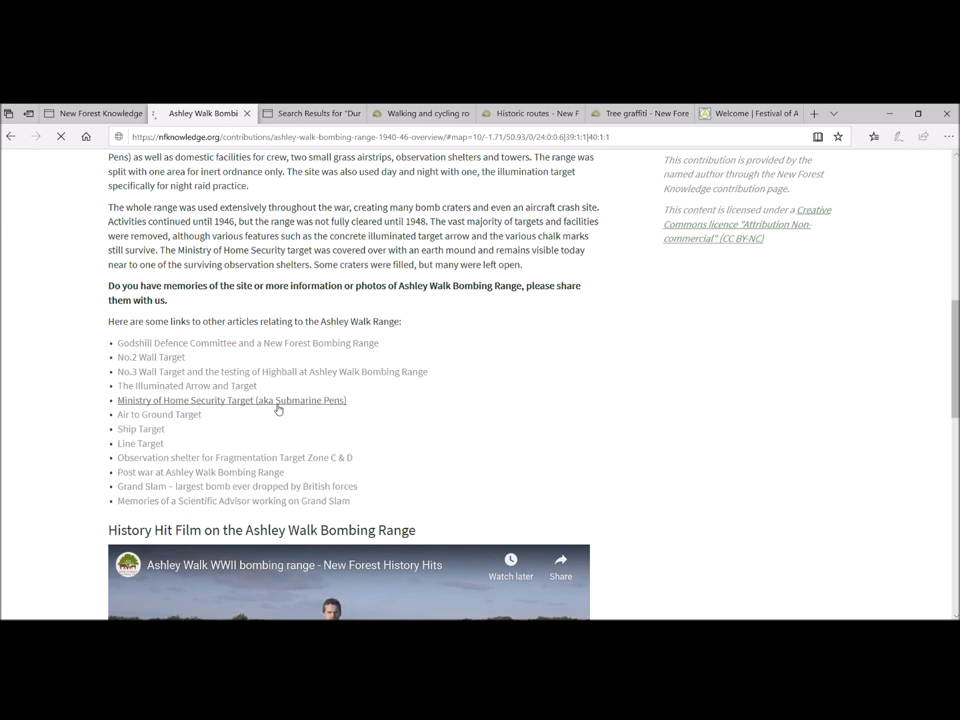 New Forest Knowledge
Ashley Walk Bombi
Search Results for "Dur
Walking and cycling ro
Historic routes - New F
Tree graffiti - New Fore
Welcome | Festival of A
https://nfknowledge.org/contributions/ashley-walk-bombing-range-1940-46-overview/#map=10/-1.71/50.93/0/24:0:0.6|39:1:1|40:1:1
Pens) as well as domestic facilities for crew, two small grass airstrips, observation shelters and towers. The range was
split with one area for inert ordnance only. The site was also used day and night with one, the illumination target
specifically for night raid practice.
The whole range was used extensively throughout the war, creating many bomb craters and even an aircraft crash site.
Activities continued until 1946, but the range was not fully cleared until 1948. The vast majority of targets and facilities
were removed, although various features such as the concrete illuminated target arrow and the various chalk marks
still survive. The Ministry of Home Security target was covered over with an earth mound and remains visible today
near to one of the surviving observation shelters. Some craters were filled, but many were left open.
Do you have memories of the site or more information or photos of Ashley Walk Bombing Range, please share
them with us.
Here are some links to other articles relating to the Ashley Walk Range:
• Godshill Defence Committee and a New Forest Bombing Range
• No.2 Wall Target
• No.3 Wall Target and the testing of Highball at Ashley Walk Bombing Range
• The Illuminated Arrow and Target
• Ministry of Home Security Target (aka Submarine Pens)
• Air to Ground Target
• Ship Target
• Line Target
• Observation shelter for Fragmentation Target Zone C & D
• Post war at Ashley Walk Bombing Range
• Grand Slam – largest bomb ever dropped by British forces
• Memories of a Scientific Advisor working on Grand Slam
History Hit Film on the Ashley Walk Bombing Range
Ashley Walk WWII bombing range - New Forest History Hits
Watch later
Share
This contribution is provided by the
named author through the New Forest
Knowledge contribution page.
This content is licensed under a Creative
Commons licence "Attribution Non-
commercial" (CC BY-NC)